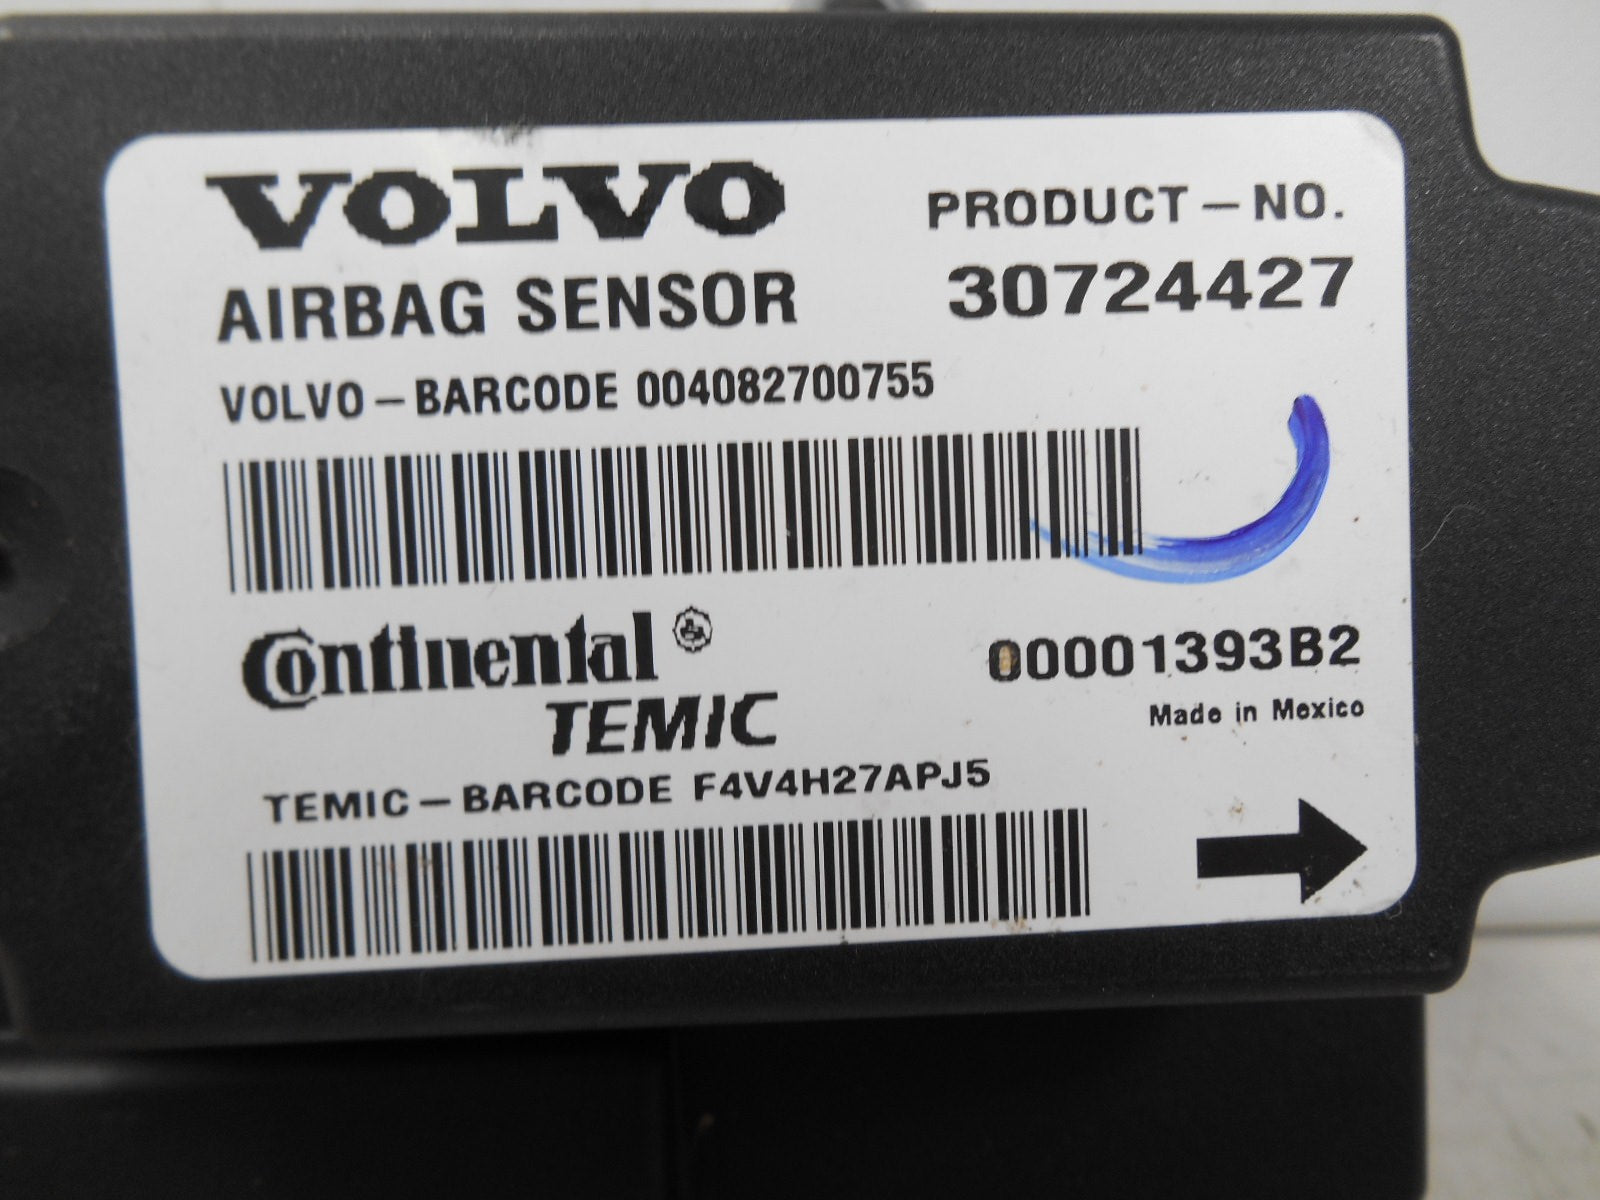 VOLVO
PRODUCT-NO.
AIRBAG SENSOR
30724427
VOLVO-BARCODE 004082700755
Continental ®
TEMIC
00001393B2
Made in Mexico
TEMIC-BARCODE F4V4H27APJ5